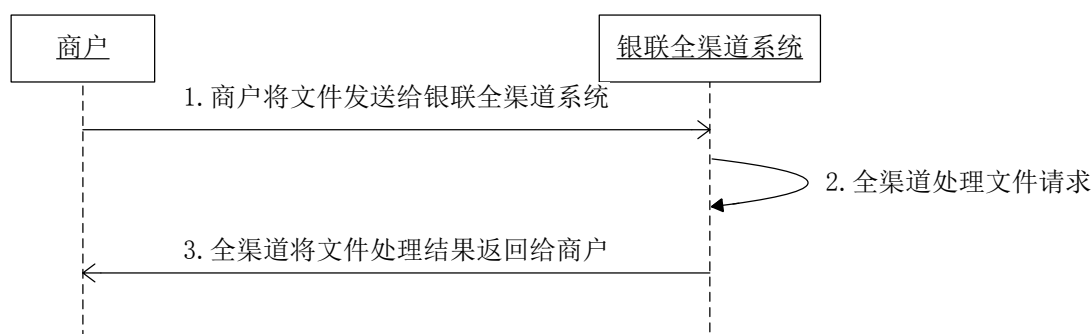 商户
银联全渠道系统
1.商户将文件发送给银联全渠道系统
2.全渠道处理文件请求
3.全渠道将文件处理结果返回给商户